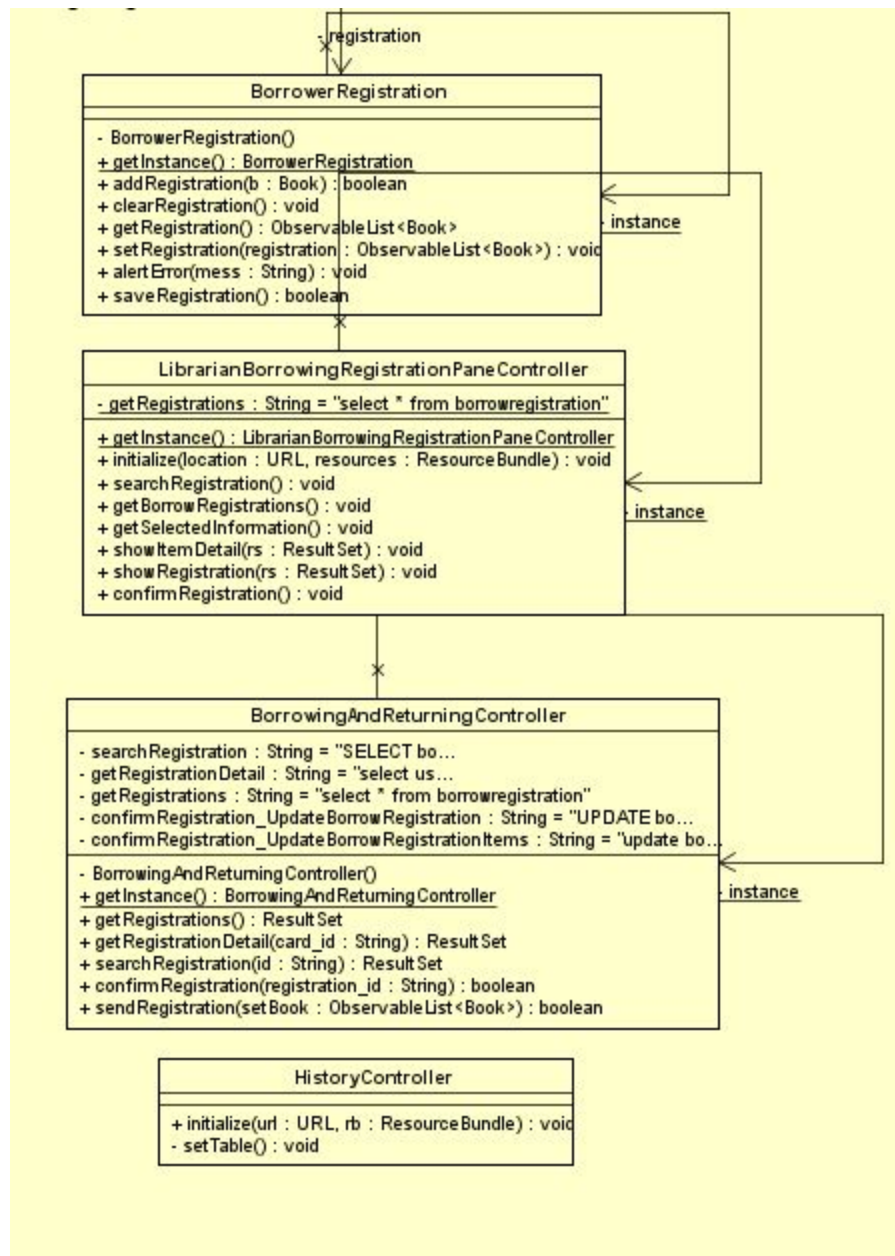 - registration
BorrowerRegistration
- BorrowerRegistration()
+ getInstance() : BorrowerRegistration
+ addRegistration(b : Book) : boolean
+ clearRegistration() : void
+ getRegistration() : ObservableList<Book>
+ setRegistration(registration : ObservableList<Book>) : void
+ alertError(mess : String) : void
+ saveRegistration() : boolean
- instance
LibrarianBorrowingRegistrationPaneController
- getRegistrations : String = "select * from borrowregistration"
+ getInstance() : LibrarianBorrowingRegistrationPaneController
+ initialize(location : URL, resources : ResourceBundle) : void
+ searchRegistration() : void
+ getBorrowRegistrations() : void
+ getSelectedInformation() : void
+ showItemDetail(rs : ResultSet) : void
+ showRegistration(rs : ResultSet) : void
+ confirmRegistration() : void
- instance
BorrowingAndReturningController
- searchRegistration : String = "SELECT bo...
- getRegistrationDetail : String = "select us...
- getRegistrations : String = "select * from borrowregistration"
- confirmRegistration_UpdateBorrowRegistration : String = "UPDATE bo...
- confirmRegistration_UpdateBorrowRegistrationItems : String = "update bo...
- BorrowingAndReturningController()
+ getInstance() : BorrowingAndReturningController
+ getRegistrations() : ResultSet
+ getRegistrationDetail(card_id : String) : ResultSet
+ searchRegistration(id : String) : ResultSet
+ confirmRegistration(registration_id : String) : boolean
+ sendRegistration(setBook : ObservableList<Book>) : boolean
- instance
HistoryController
+ initialize(url : URL, rb : ResourceBundle) : void
- setTable() : void